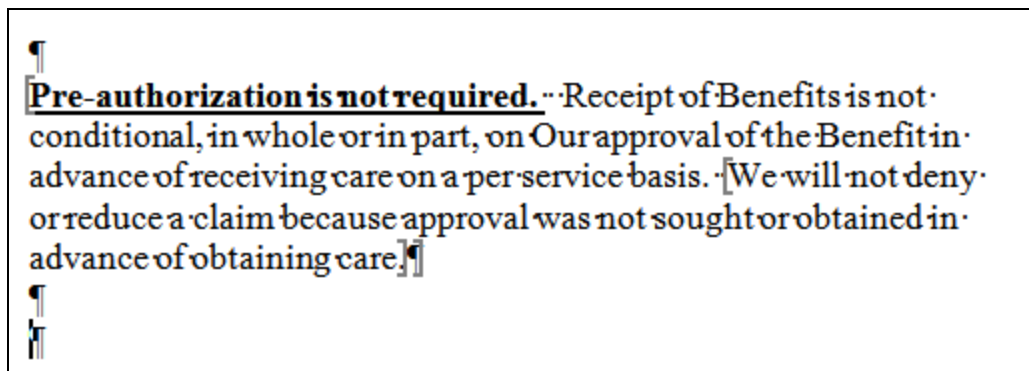 ¶
[Pre-authorization is not required.  Receipt of Benefits is not
conditional, in whole or in part, on Our approval of the Benefit in
advance of receiving care on a per service basis.  [We will not deny
or reduce a claim because approval was not sought or obtained in
advance of obtaining care.]¶]
¶
¶